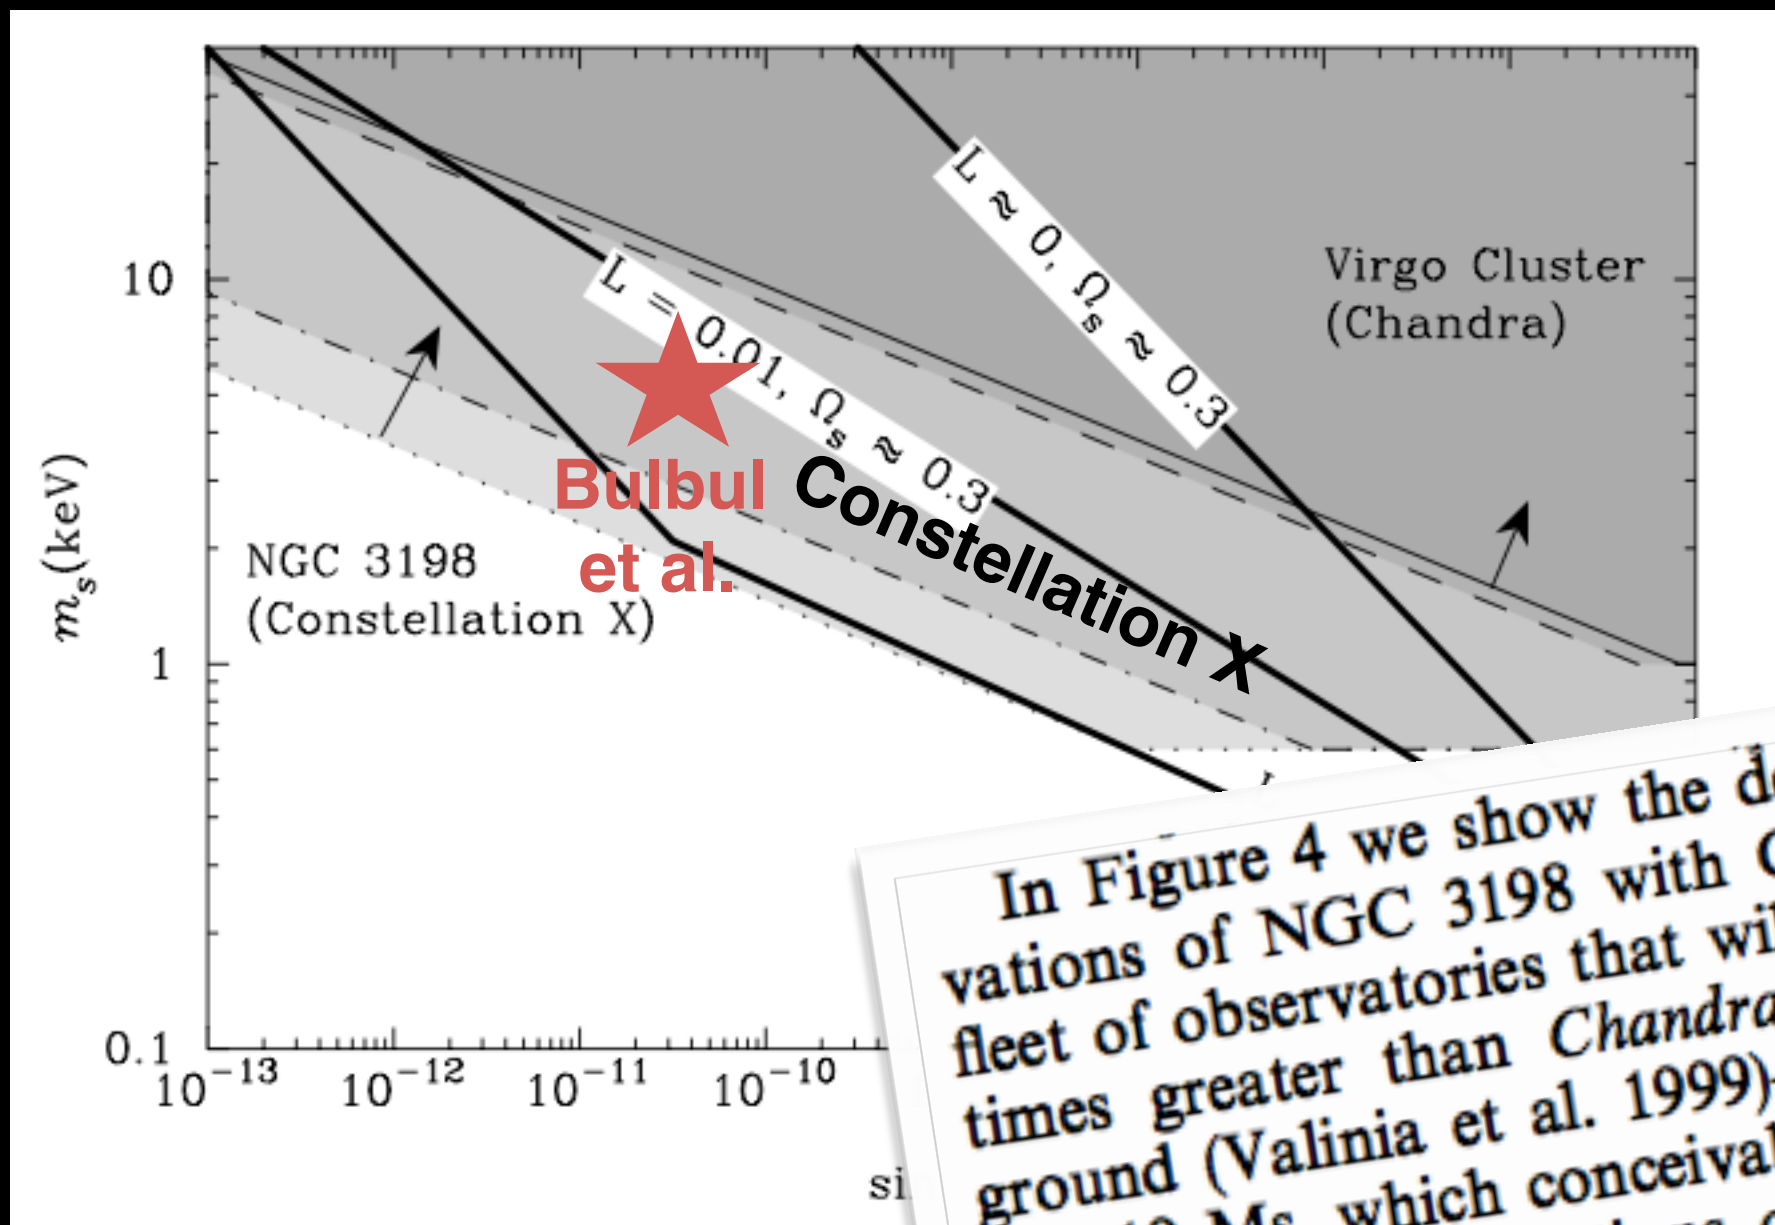 L ≈ 0, Ωs ≈ 0.3
Virgo Cluster
(Chandra)
10
L = 0.01, Ωs ≈ 0.3
Bulbul
et al.
Constellation X
NGC 3198
(Constellation X)
ms(keV)
1
0.1
10−13 10−12 10−11 10−10
In Figure 4 we show the
vations of NGC 3198 with
fleet of observatories that
times greater than Chandra
ground (Valinia et al. 1999)
Ms, which